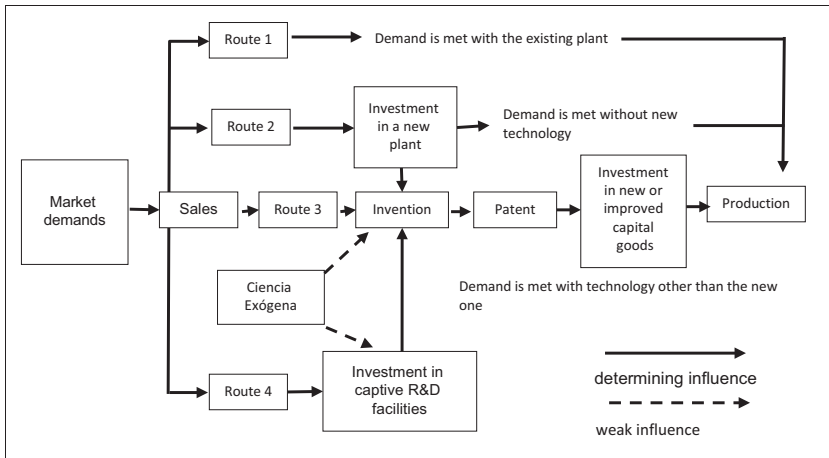 Route 1
Demand is met with the existing plant
Route 2
Investment
in a new
plant
Demand is met without new
technology
Market
demands
Sales
Route 3
Invention
Patent
Investment
in new or
improved
capital
goods
Production
Ciencia
Exógena
Demand is met with technology other than the new
one
Route 4
Investment in
captive R&D
facilities
determining influence
weak influence